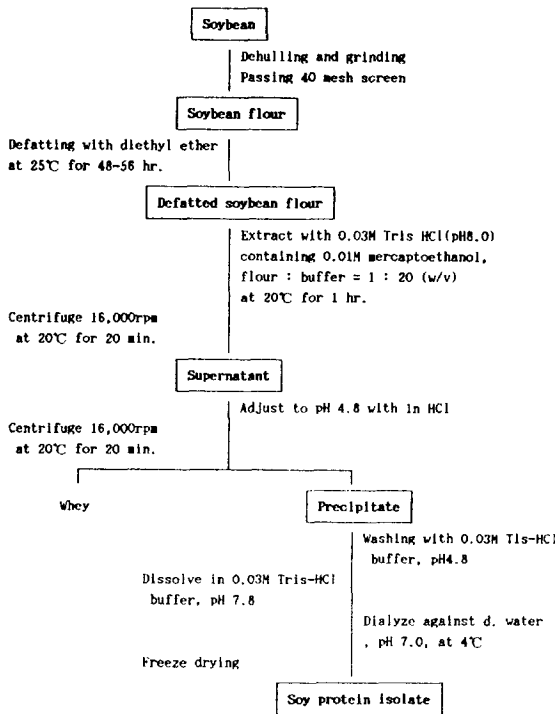 Soybean
Dehulling and grinding
Passing 40 mesh screen
Soybean flour
Defatting with diethyl ether
at 25℃ for 48-56 hr.
Defatted soybean flour
Extract with 0.03M Tris HCl(pH8.0)
containing 0.01M mercaptoethanol,
flour : buffer = 1 : 20 (w/v)
at 20℃ for 1 hr.
Centrifuge 16,000rpm
at 20℃ for 20 min.
Supernatant
Adjust to pH 4.8 with 1n HCl
Centrifuge 16,000rpm
at 20℃ for 20 min.
Whey
Precipitate
Washing with 0.03M Tis-HCl
buffer, pH4.8
Dissolve in 0.03M Tris-HCl
buffer, pH 7.8
Dialyze against d. water
, pH 7.0, at 4℃
Freeze drying
Soy protein isolate